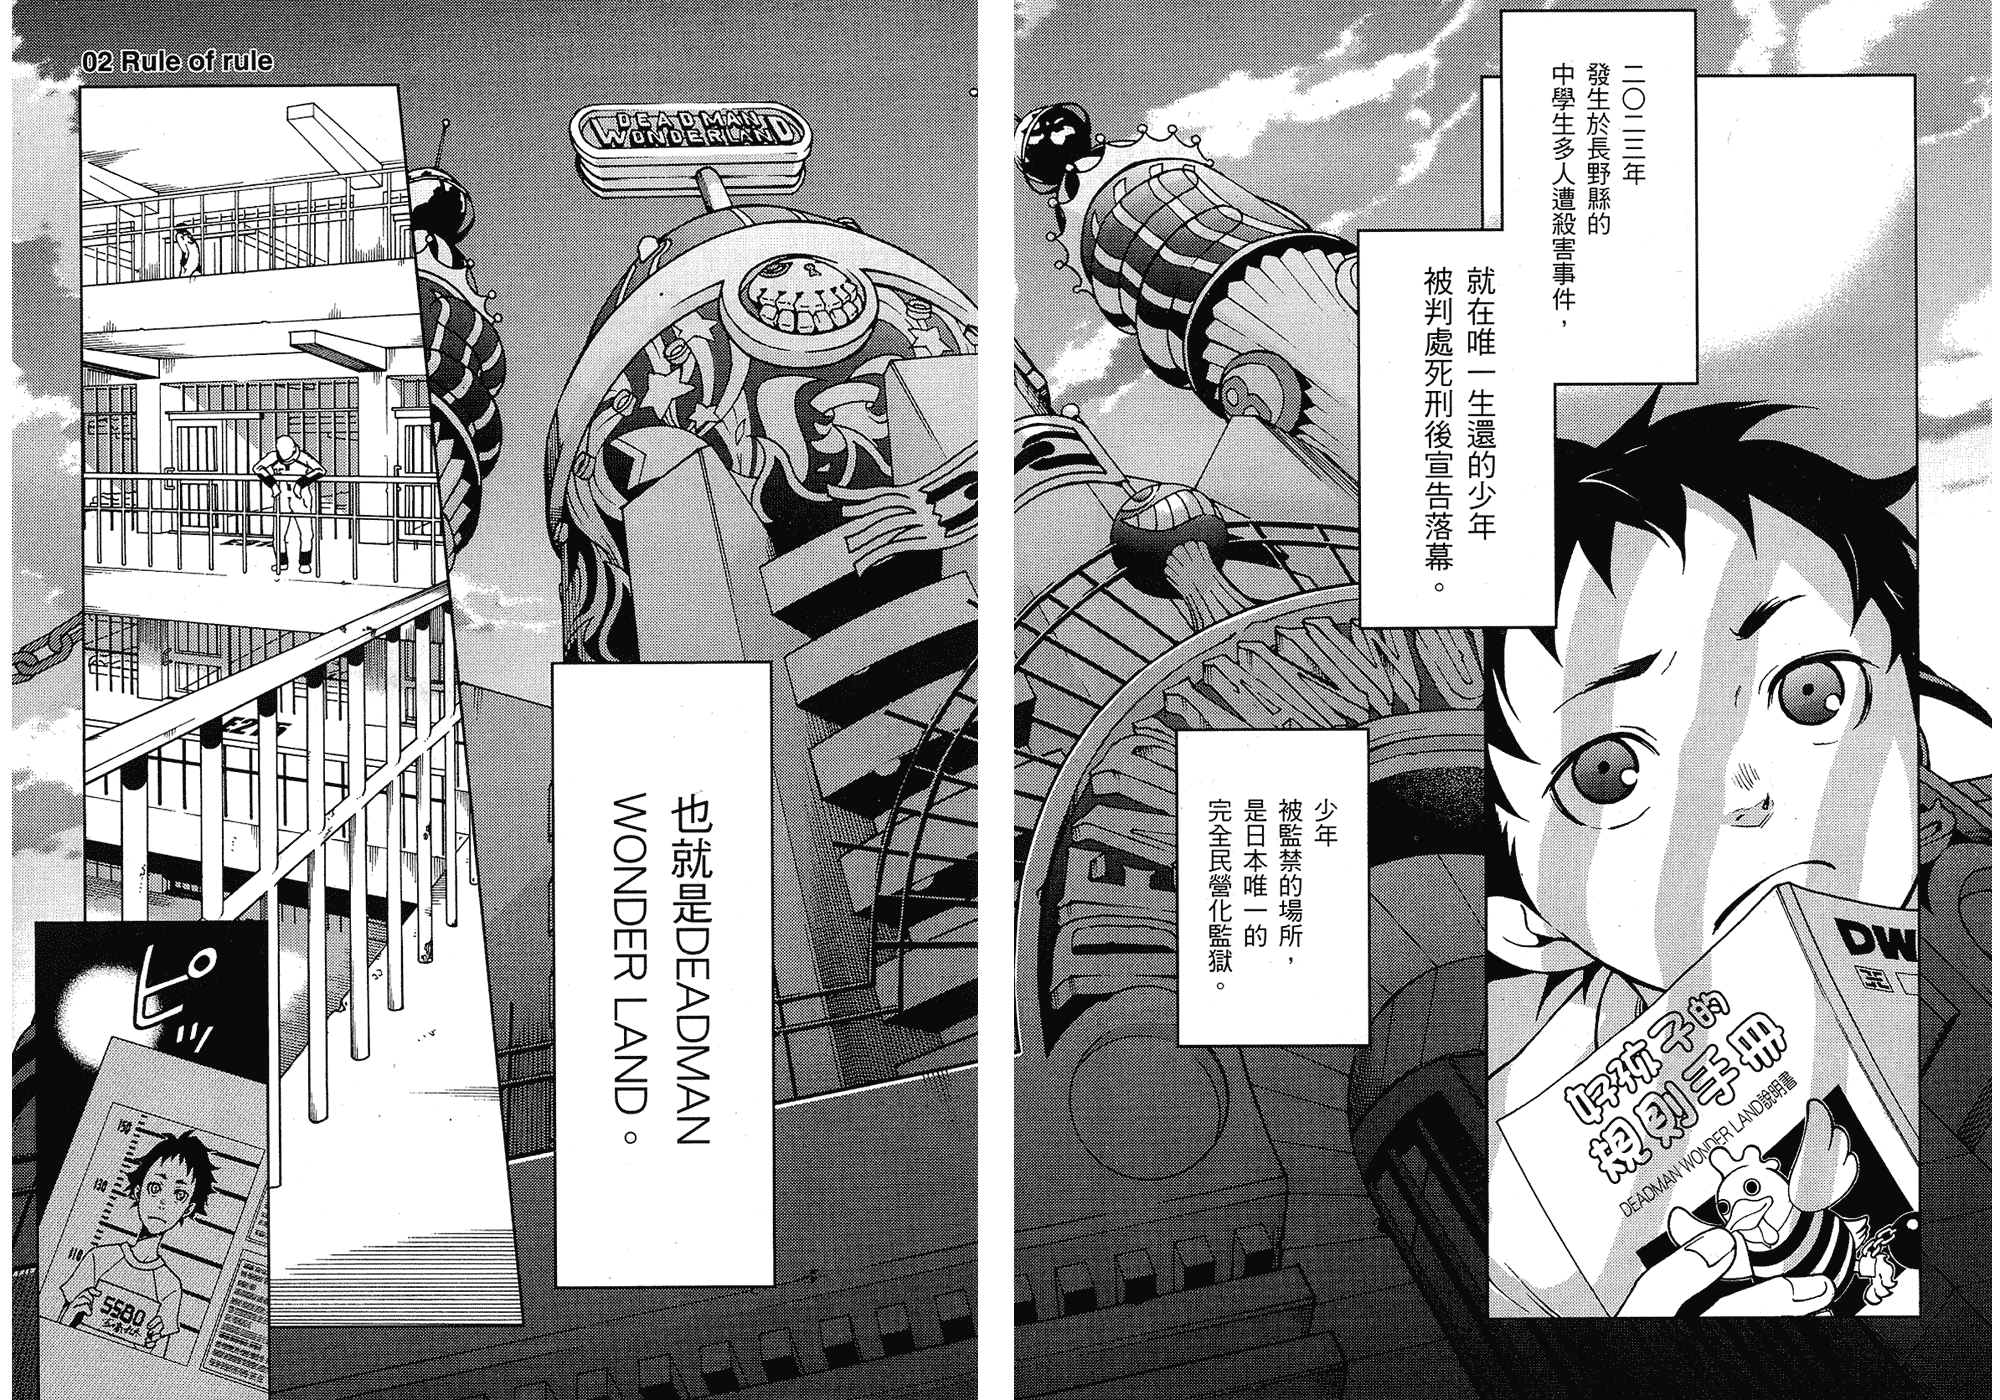 二〇二三年
發生於長野縣的
中學生多人遭殺害事件，
就在唯一生還的少年
被判處死刑後宣告落幕。
DW
好孩子的
規則手冊
DEADMAN WONDER LAND說明書
少年
被監禁的場所，
是日本唯一的
完全民營化監獄。
DEADMAN
WONDERLAND
也就是DEADMAN
WONDER LAND。
02 Rule of rule
ピッ
150
130
110
5580